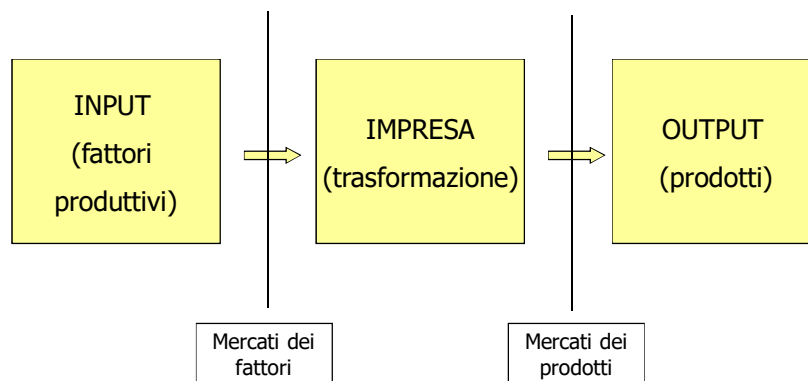 INPUT
(fattori
produttivi)
IMPRESA
(trasformazione)
OUTPUT
(prodotti)
Mercati dei
fattori
Mercati dei
prodotti